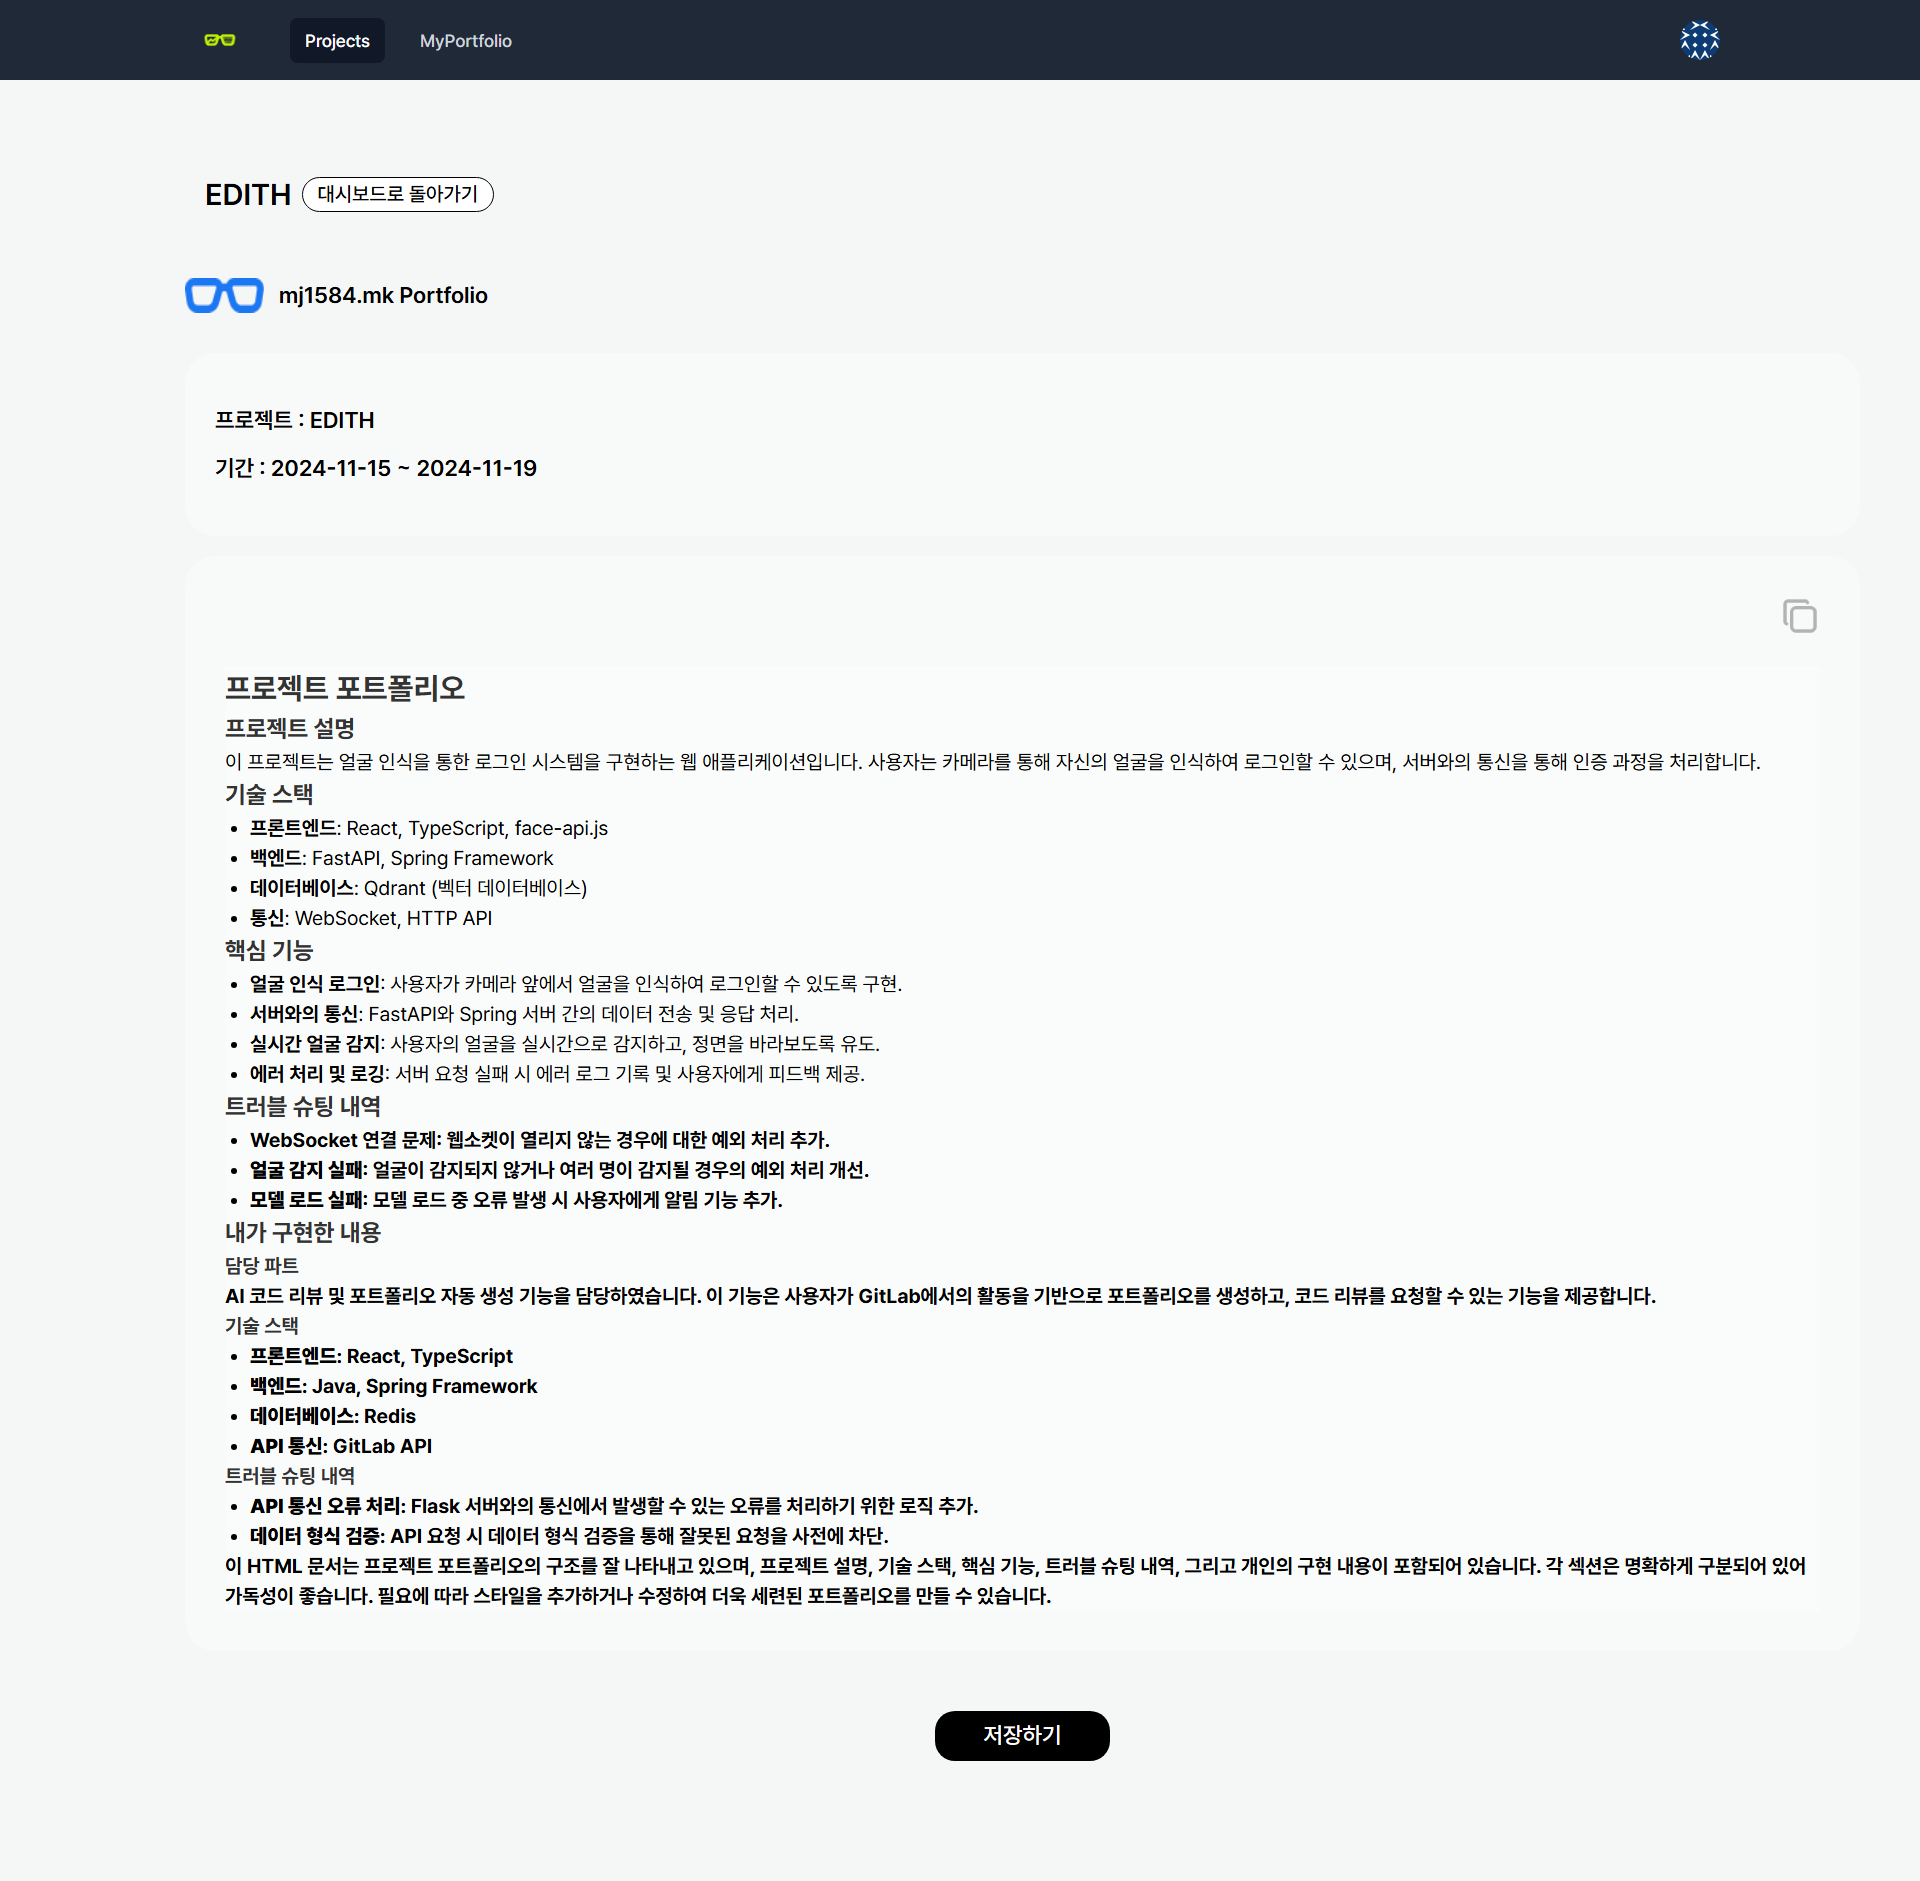 Projects MyPortfolio
EDITH 대시보드로 돌아가기
mj1584.mk Portfolio
프로젝트 : EDITH
기간 : 2024-11-15 ~ 2024-11-19
프로젝트 포트폴리오
프로젝트 설명
이 프로젝트는 얼굴 인식을 통한 로그인 시스템을 구현하는 웹 애플리케이션입니다. 사용자는 카메라를 통해 자신의 얼굴을 인식하여 로그인할 수 있으며, 서버와의 통신을 통해 인증 과정을 처리합니다.
기술 스택
• 프론트엔드: React, TypeScript, face-api.js
• 백엔드: FastAPI, Spring Framework
• 데이터베이스: Qdrant (벡터 데이터베이스)
• 통신: WebSocket, HTTP API
핵심 기능
• 얼굴 인식 로그인: 사용자가 카메라 앞에서 얼굴을 인식하여 로그인할 수 있도록 구현.
• 서버와의 통신: FastAPI와 Spring 서버 간의 데이터 전송 및 응답 처리.
• 실시간 얼굴 감지: 사용자의 얼굴을 실시간으로 감지하고, 정면을 바라보도록 유도.
• 에러 처리 및 로깅: 서버 요청 실패 시 에러 로그 기록 및 사용자에게 피드백 제공.
트러블 슈팅 내역
• WebSocket 연결 문제: 웹소켓이 열리지 않는 경우에 대한 예외 처리 추가.
• 얼굴 감지 실패: 얼굴이 감지되지 않거나 여러 명이 감지될 경우의 예외 처리 개선.
• 모델 로드 실패: 모델 로드 중 오류 발생 시 사용자에게 알림 기능 추가.
내가 구현한 내용
담당 파트
AI 코드 리뷰 및 포트폴리오 자동 생성 기능을 담당하였습니다. 이 기능은 사용자가 GitLab에서의 활동을 기반으로 포트폴리오를 생성하고, 코드 리뷰를 요청할 수 있는 기능을 제공합니다.
기술 스택
• 프론트엔드: React, TypeScript
• 백엔드: Java, Spring Framework
• 데이터베이스: Redis
• API 통신: GitLab API
트러블 슈팅 내역
• API 통신 오류 처리: Flask 서버와의 통신에서 발생할 수 있는 오류를 처리하기 위한 로직 추가.
• 데이터 형식 검증: API 요청 시 데이터 형식 검증을 통해 잘못된 요청을 사전에 차단.
이 HTML 문서는 프로젝트 포트폴리오의 구조를 잘 나타내고 있으며, 프로젝트 설명, 기술 스택, 핵심 기능, 트러블 슈팅 내역, 그리고 개인의 구현 내용이 포함되어 있습니다. 각 섹션은 명확하게 구분되어 있어
가독성이 좋습니다. 필요에 따라 스타일을 추가하거나 수정하여 더욱 세련된 포트폴리오를 만들 수 있습니다.
저장하기